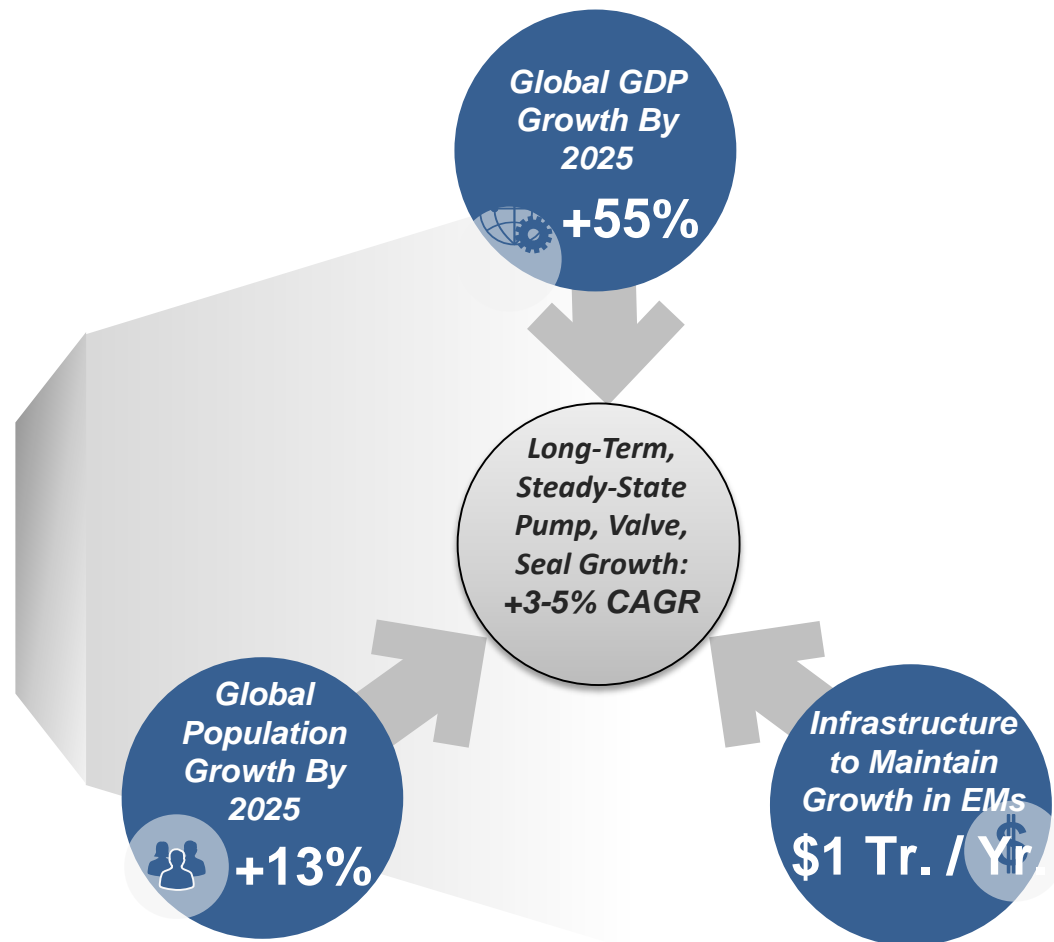 Global GDP
Growth By
2025
+55%
Long-Term,
Steady-State
Pump, Valve,
Seal Growth:
+3-5% CAGR
Global
Population
Growth By
2025
+13%
Infrastructure
to Maintain
Growth in EMs
$1 Tr. / Yr.
$